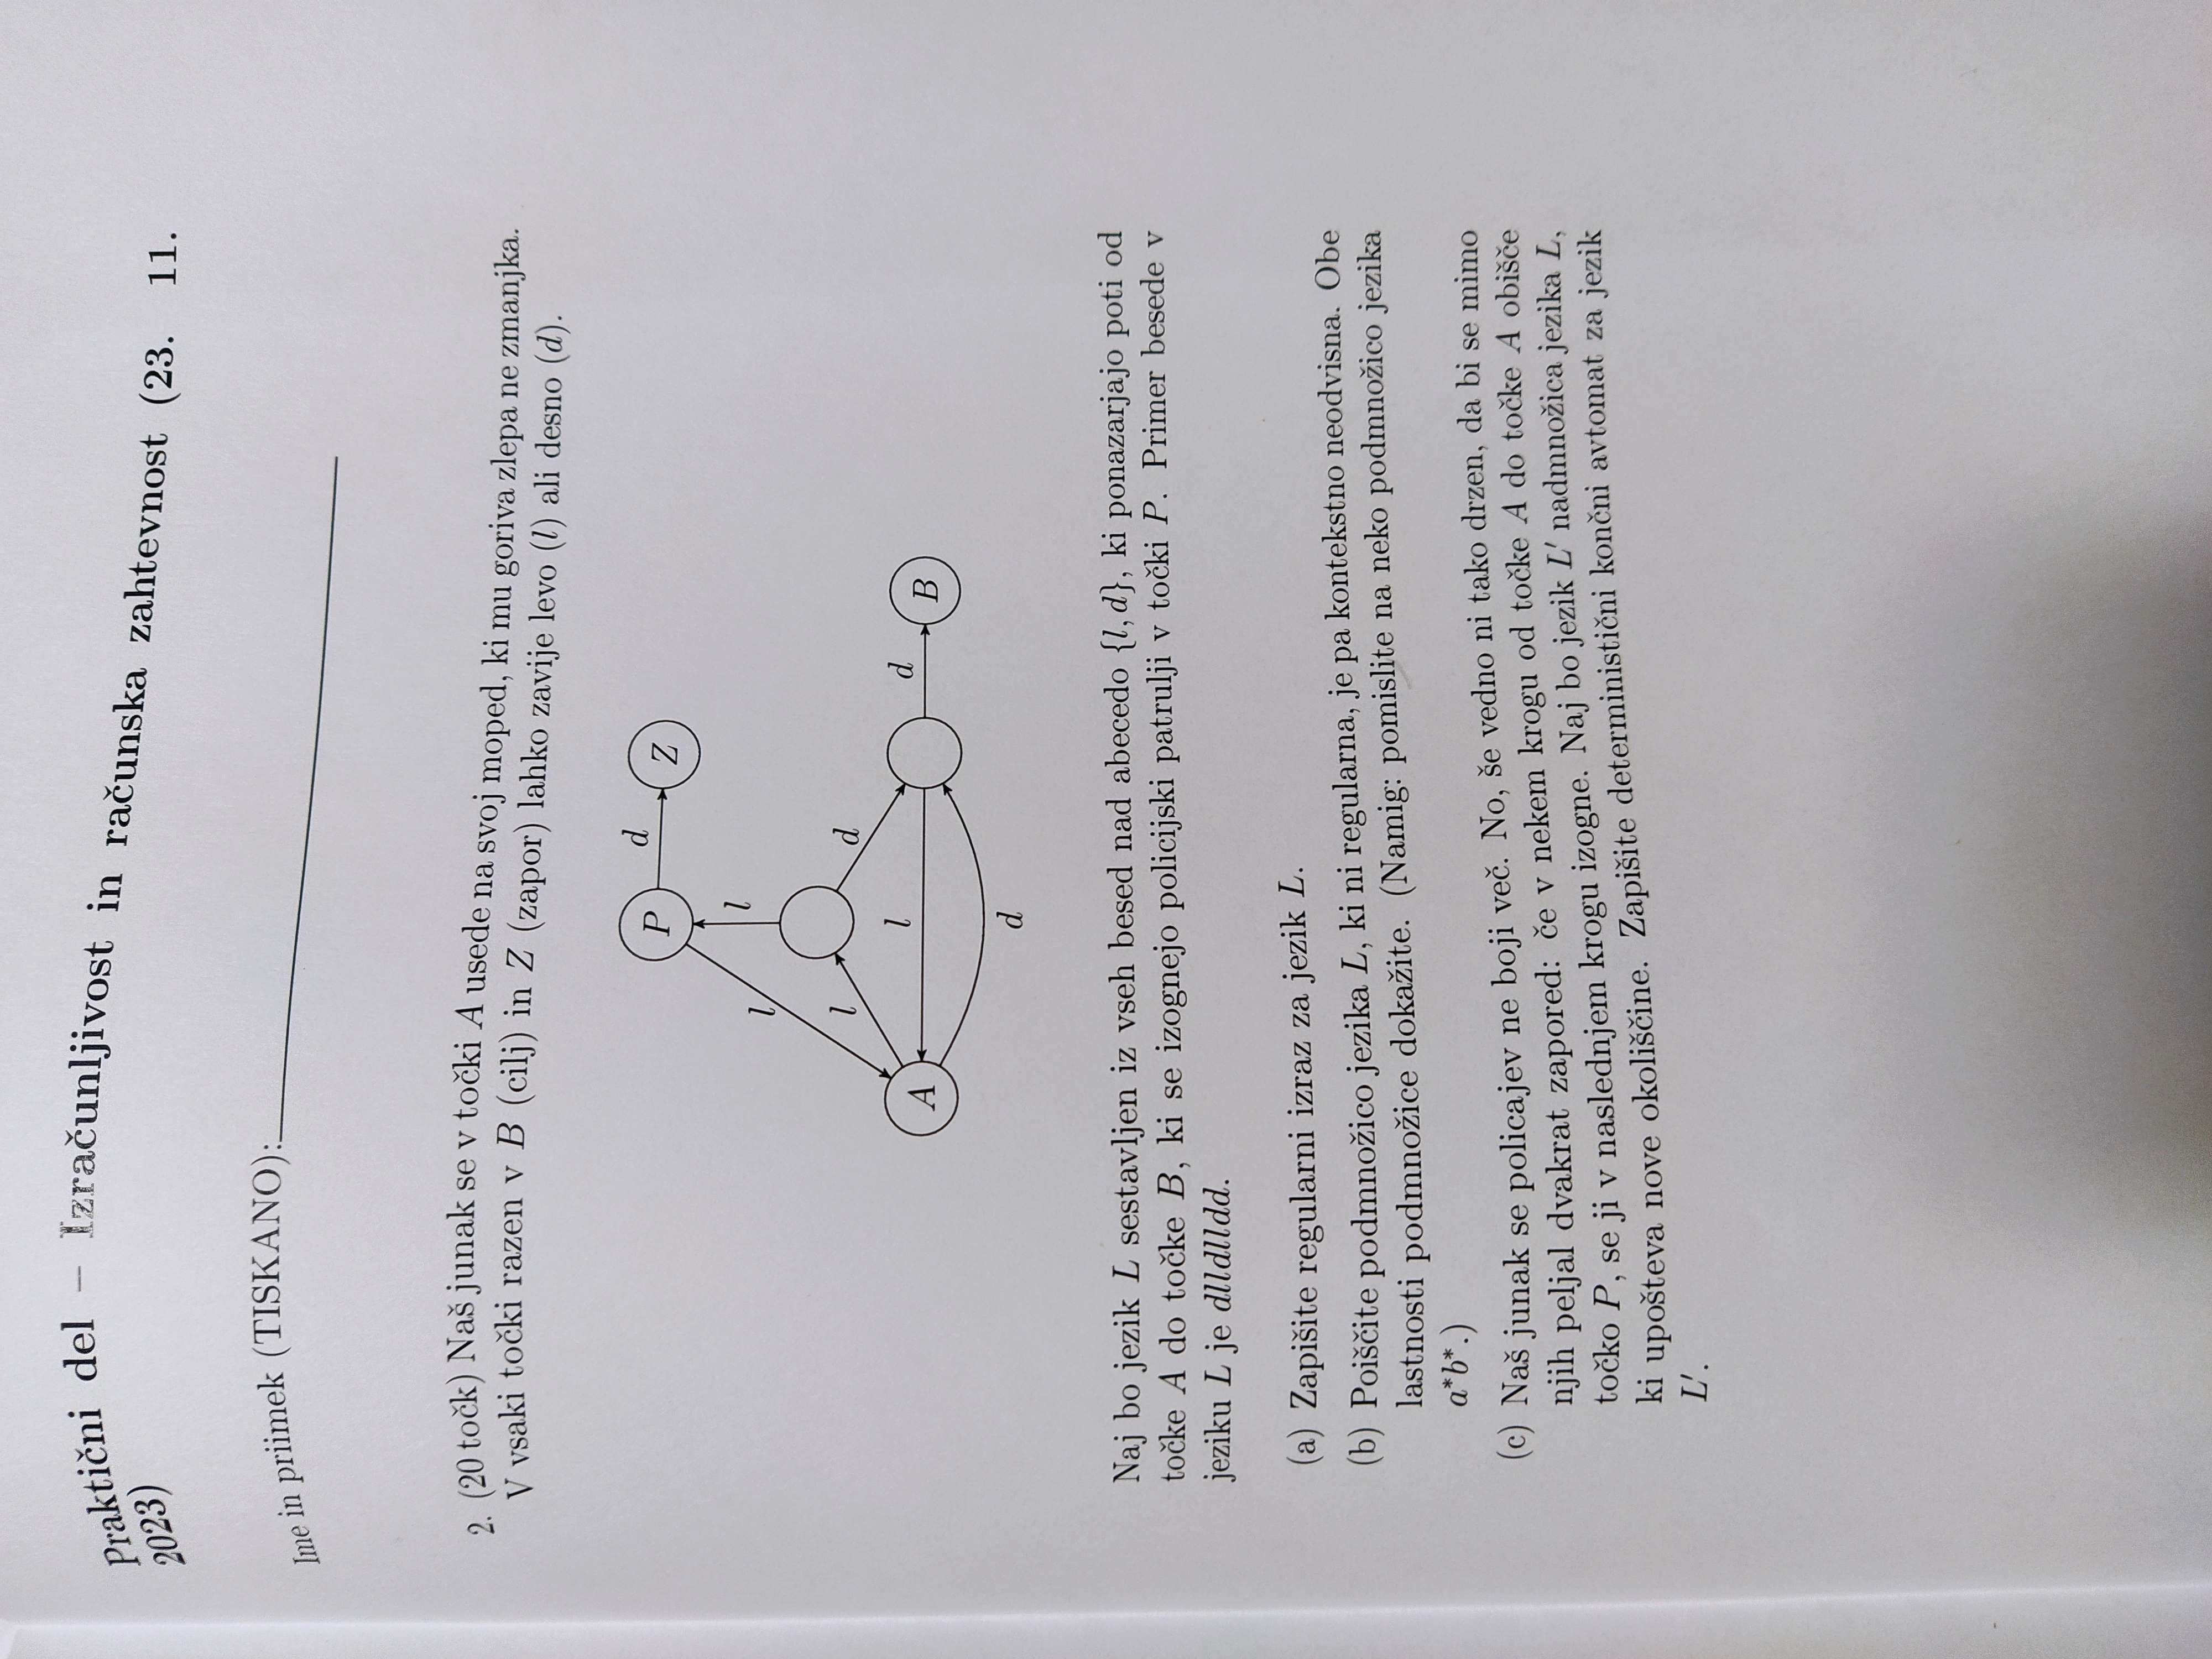 Praktični del – Izračunljivost in računska zahtevnost (23. 11.
2023)
Ime in priimek (TISKANO):
2. (20 točk) Naš junak se v točki A usede na svoj moped, ki mu goriva zlepa ne zmanjka.
V vsaki točki razen v B (cilj) in Z (zapor) lahko zavije levo (l) ali desno (d).
P
d
Z
l
l
l
d
A
l
d
B
d
Naj bo jezik L sestavljen iz vseh besed nad abecedo {l, d}, ki ponazarjajo poti od
točke A do točke B, ki se izognejo policijski patrulji v točki P. Primer besede v
jeziku L je dlldlldd.
(a) Zapišite regularni izraz za jezik L.
(b) Poiščite podmnožico jezika L, ki ni regularna, je pa kontekstno neodvisna. Obe
lastnosti podmnožice dokažite. (Namig: pomislite na neko podmnožico jezika
a*b*.)
(c) Naš junak se policajev ne boji več. No, še vedno ni tako drzen, da bi se mimo
njih peljal dvakrat zapored: če v nekem krogu od točke A do točke A obišče
točko P, se ji v naslednjem krogu izogne. Naj bo jezik L' nadmnožica jezika L,
ki upošteva nove okoliščine. Zapišite deterministični končni avtomat za jezik
L'.